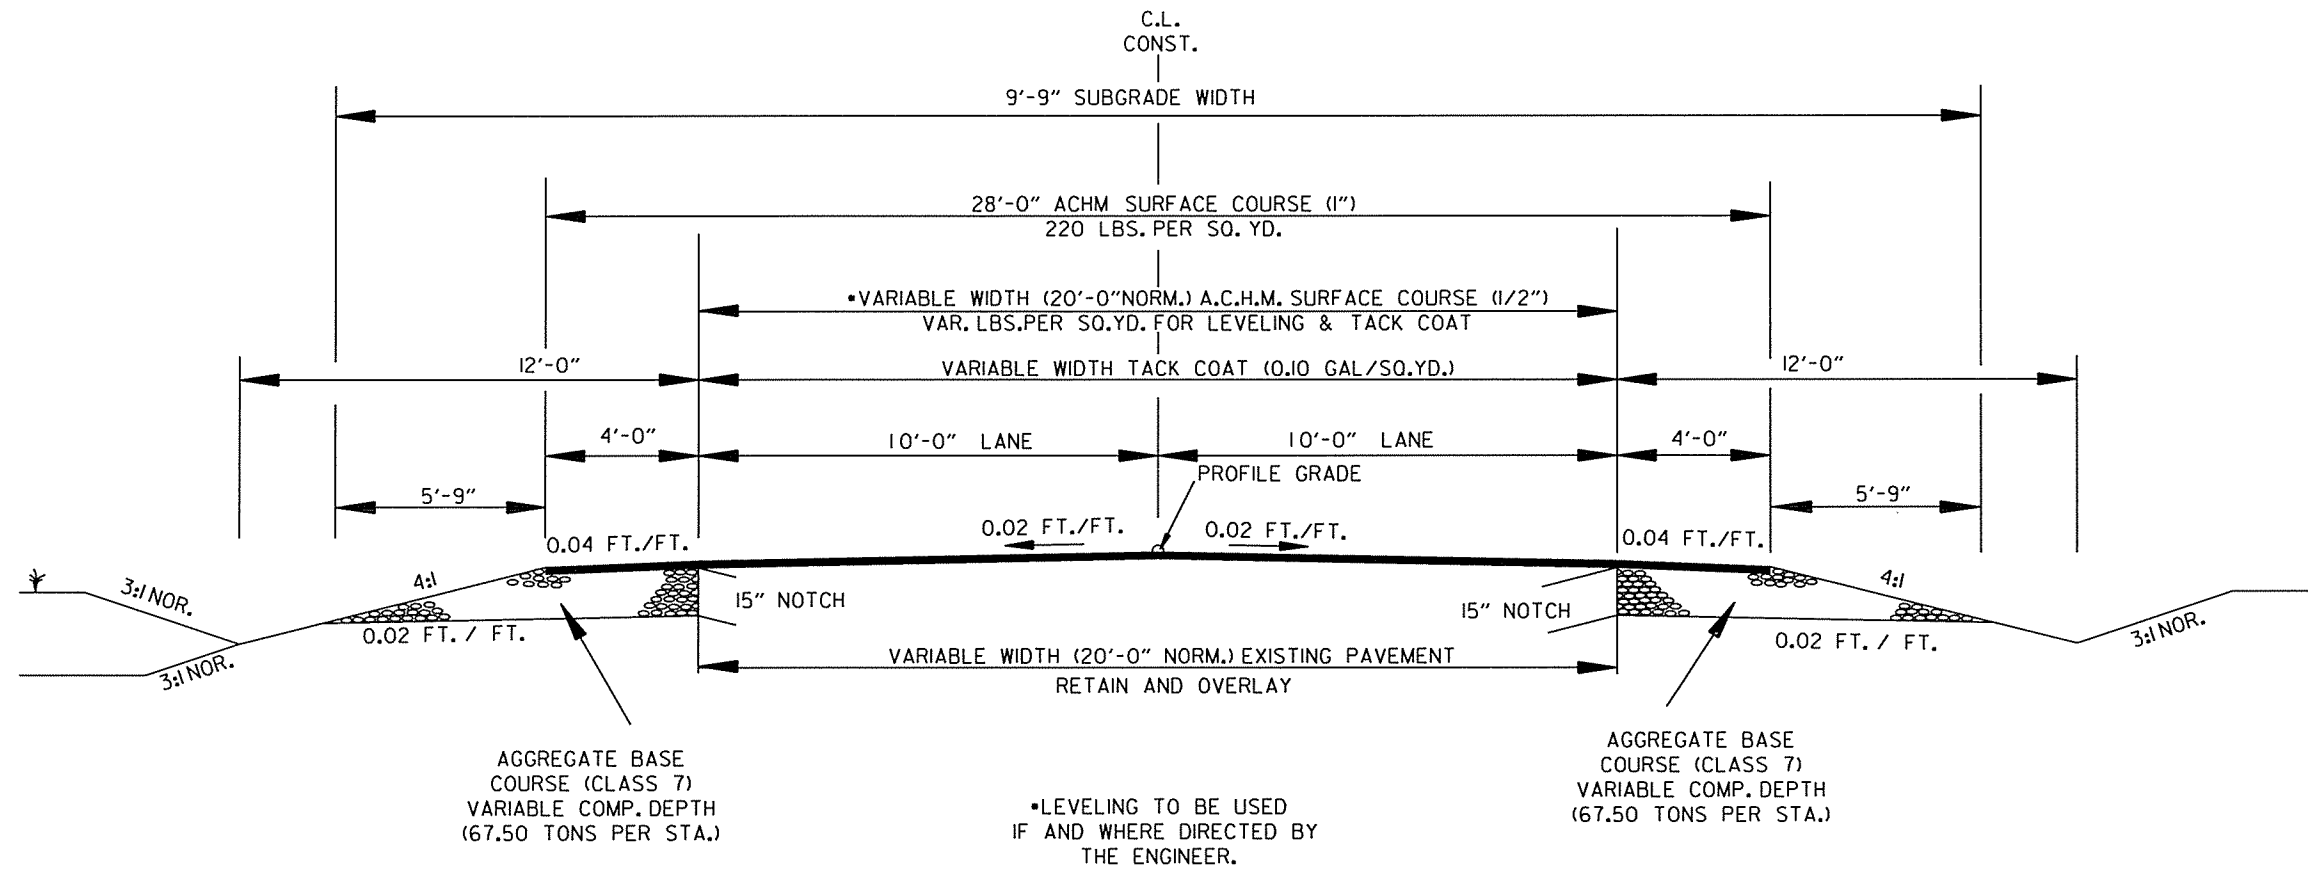 C.L.
CONST.
9'-9" SUBGRADE WIDTH
28'-0" ACHM SURFACE COURSE (1")
220 LBS. PER SQ. YD.
*VARIABLE WIDTH (20'-0"NORM.) A.C.H.M. SURFACE COURSE (1/2")
VAR. LBS.PER SQ.YD. FOR LEVELING & TACK COAT
12'-0"
VARIABLE WIDTH TACK COAT (0.10 GAL/SQ.YD.)
12'-0"
4'-0"
10'-0" LANE
10'-0" LANE
4'-0"
PROFILE GRADE
5'-9"
5'-9"
0.04 FT./FT.
0.02 FT./FT.
0.02 FT./FT.
0.04 FT./FT.
3:1 NOR.
4:1
4:1
15" NOTCH
15" NOTCH
0.02 FT. / FT.
0.02 FT. / FT.
3:1 NOR.
3:1 NOR.
VARIABLE WIDTH (20'-0" NORM.) EXISTING PAVEMENT
RETAIN AND OVERLAY
AGGREGATE BASE
COURSE (CLASS 7)
VARIABLE COMP. DEPTH
(67.50 TONS PER STA.)
AGGREGATE BASE
COURSE (CLASS 7)
VARIABLE COMP. DEPTH
(67.50 TONS PER STA.)
*LEVELING TO BE USED
IF AND WHERE DIRECTED BY
THE ENGINEER.